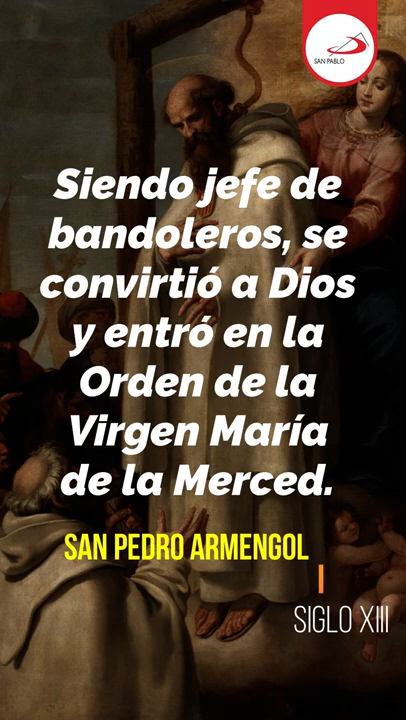 SAN PABLO
Siendo jefe de
bandoleros, se
convirtió a Dios
y entró en la
Orden de la
Virgen María
de la Merced.
SAN PEDRO ARMENGOL
SIGLO XIII